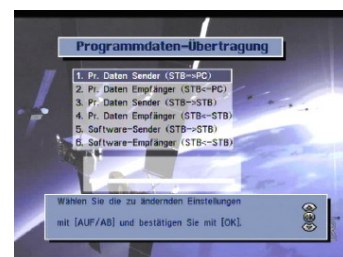 Programmdaten-Übertragung
1. Pr. Daten Sender (STB->PC)
2. Pr. Daten Empfänger (STB<-PC)
3. Pr. Daten Sender (STB->STB)
4. Pr. Daten Empfänger (STB<-STB)
5. Software-Sender (STB->STB)
6. Software-Empfänger (STB<-STB)
Wählen Sie die zu ändernden Einstellungen
mit [AUF/AB] und bestätigen Sie mit [OK].